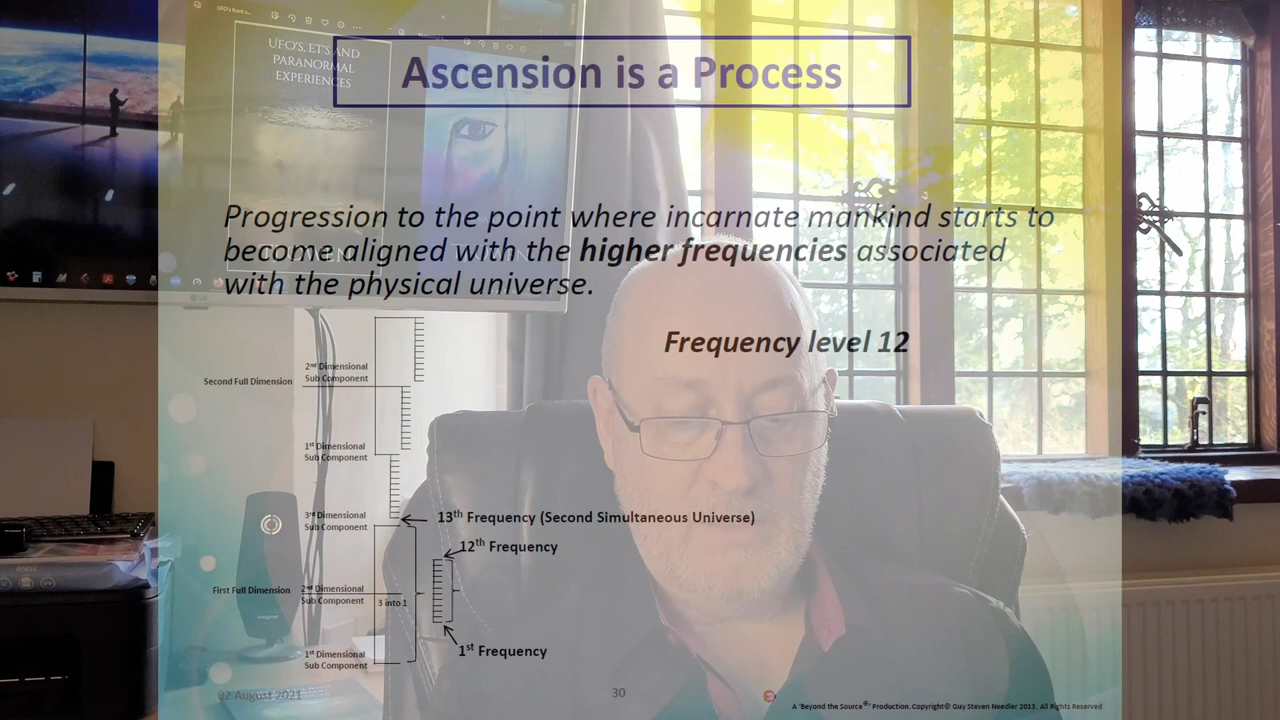 UFO's front c...
UFO'S, ET'S AND
PARANORMAL
EXPERIENCES
Ascension is a Process
Progression to the point where incarnate mankind starts to
become aligned with the higher frequencies associated
with the physical universe.
Frequency level 12
2nd Dimensional
Sub Component
Second Full Dimension
1st Dimensional
Sub Component
3rd Dimensional
Sub Component
13th Frequency (Second Simultaneous Universe)
12th Frequency
First Full Dimension
2nd Dimensional
Sub Component
3 into 1
1st Frequency
1st Dimensional
Sub Component
02 August 2021
30
A 'Beyond the Source®' Production. Copyright© Guy Steven Needler 2013. All Rights Reserved
LG